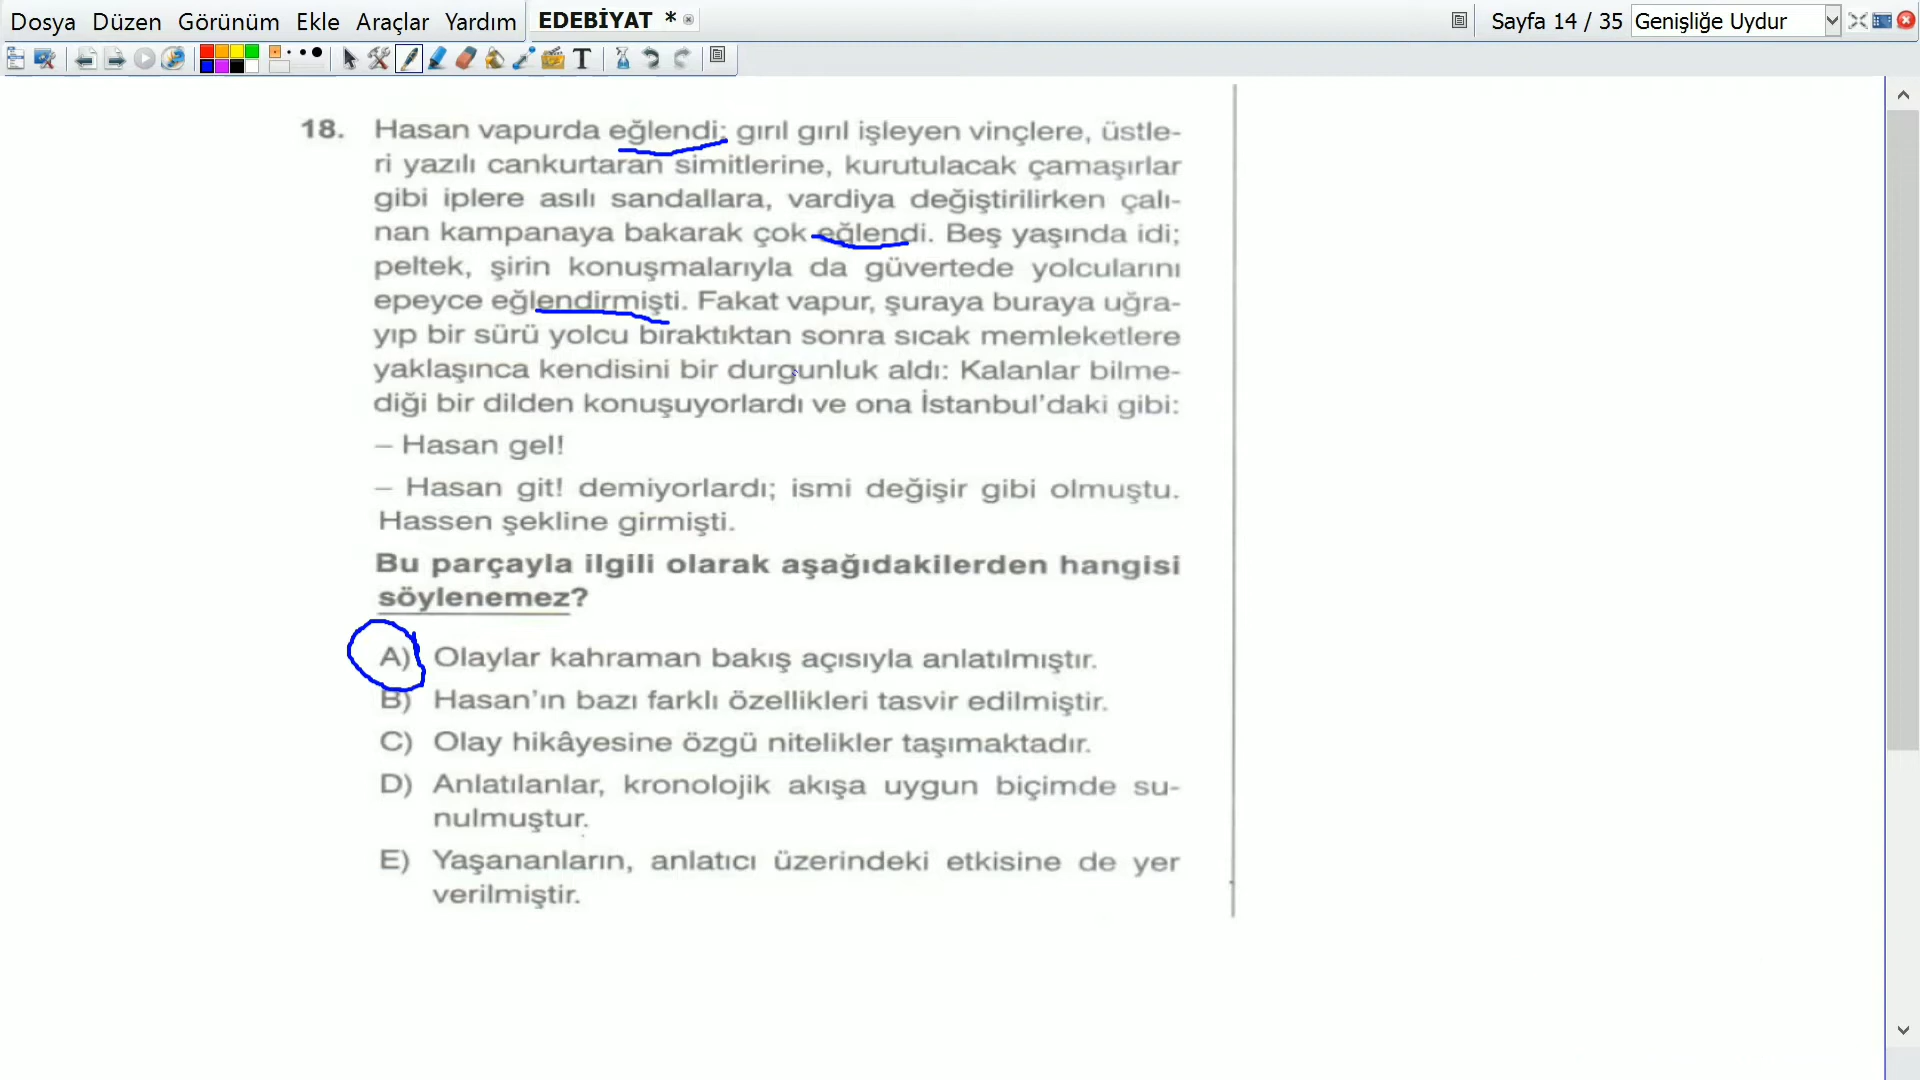 Dosya Düzen Görünüm Ekle Araçlar Yardım EDEBİYAT * Sayfa 14 / 35 Genişliğe Uydur
T
18. Hasan vapurda eğlendi; gırıl gırıl işleyen vinçlere, üstle-
ri yazılı cankurtaran simitlerine, kurutulacak çamaşırlar
gibi iplere asılı sandallara, vardiya değiştirilirken çalı-
nan kampanaya bakarak çok eğlendi. Beş yaşında idi;
peltek, şirin konuşmalarıyla da güvertede yolcularını
epeyce eğlendirmişti. Fakat vapur, şuraya buraya uğra-
yıp bir sürü yolcu bıraktıktan sonra sıcak memleketlere
yaklaşınca kendisini bir durgunluk aldı: Kalanlar bilme-
diği bir dilden konuşuyorlardı ve ona İstanbul'daki gibi:
– Hasan gel!
– Hasan git! demiyorlardı; ismi değişir gibi olmuştu.
Hassen şekline girmişti.
Bu parçayla ilgili olarak aşağıdakilerden hangisi
söylenemez?
A) Olaylar kahraman bakış açısıyla anlatılmıştır.
B) Hasan'ın bazı farklı özellikleri tasvir edilmiştir.
C) Olay hikâyesine özgü nitelikler taşımaktadır.
D) Anlatılanlar, kronolojik akışa uygun biçimde su-
nulmuştur.
E) Yaşananların, anlatıcı üzerindeki etkisine de yer
verilmiştir.